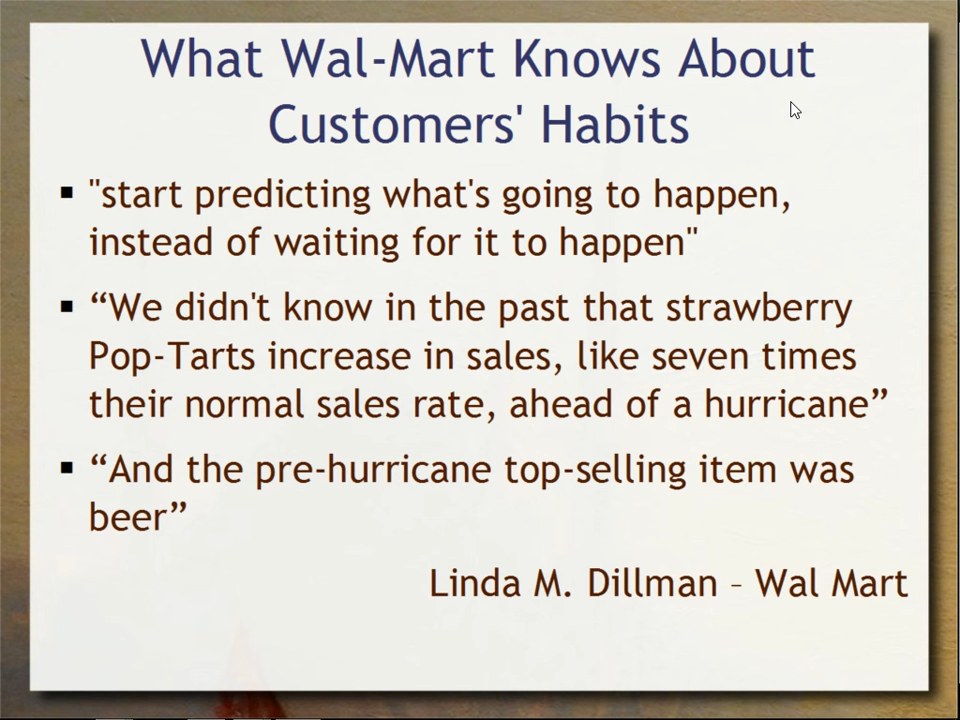 What Wal-Mart Knows About
Customers' Habits
▪ "start predicting what's going to happen,
instead of waiting for it to happen"
▪ “We didn't know in the past that strawberry
Pop-Tarts increase in sales, like seven times
their normal sales rate, ahead of a hurricane”
▪ “And the pre-hurricane top-selling item was
beer”
Linda M. Dillman – Wal Mart